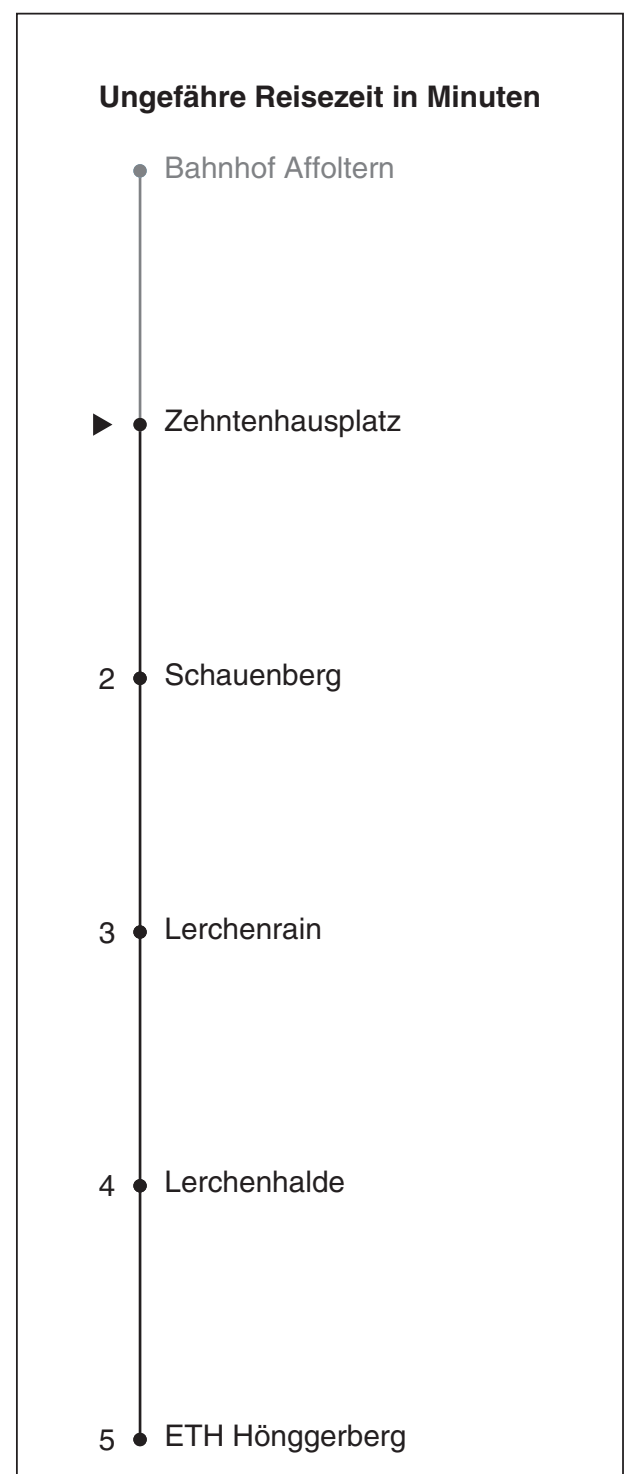 Ungefähre Reisezeit in Minuten
Bahnhof Affoltern
Zehntenhausplatz
2 Schauenberg
3 Lerchenrain
4 Lerchenhalde
5 ETH Hönggerberg